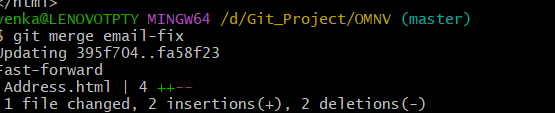 </html>
venka@LENOVOTPTY MINGW64 /d/Git_Project/OMNV (master)
$ git merge email-fix
Updating 395f704..fa58f23
Fast-forward
 Address.html | 4 ++--
 1 file changed, 2 insertions(+), 2 deletions(-)